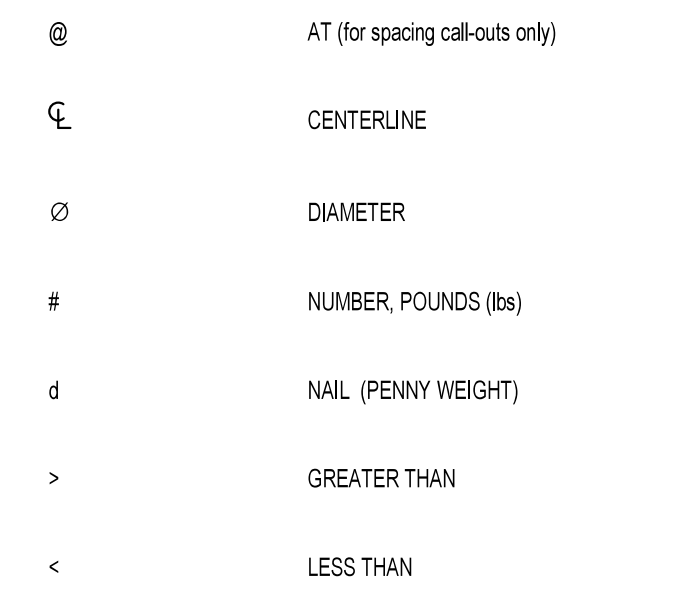 @ AT (for spacing call-outs only)
℄ CENTERLINE
∅ DIAMETER
# NUMBER, POUNDS (lbs)
d NAIL (PENNY WEIGHT)
> GREATER THAN
< LESS THAN